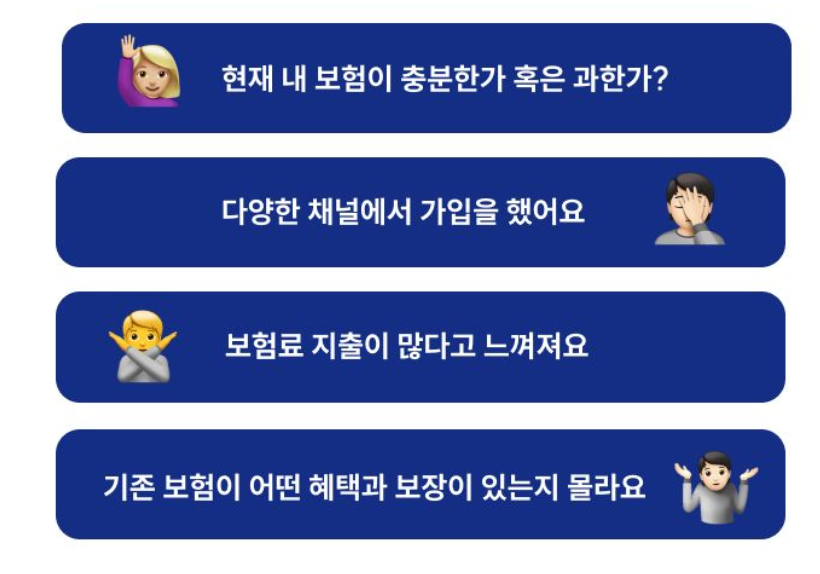 현재 내 보험이 충분한가 혹은 과한가?
다양한 채널에서 가입을 했어요
보험료 지출이 많다고 느껴져요
기존 보험이 어떤 혜택과 보장이 있는지 몰라요